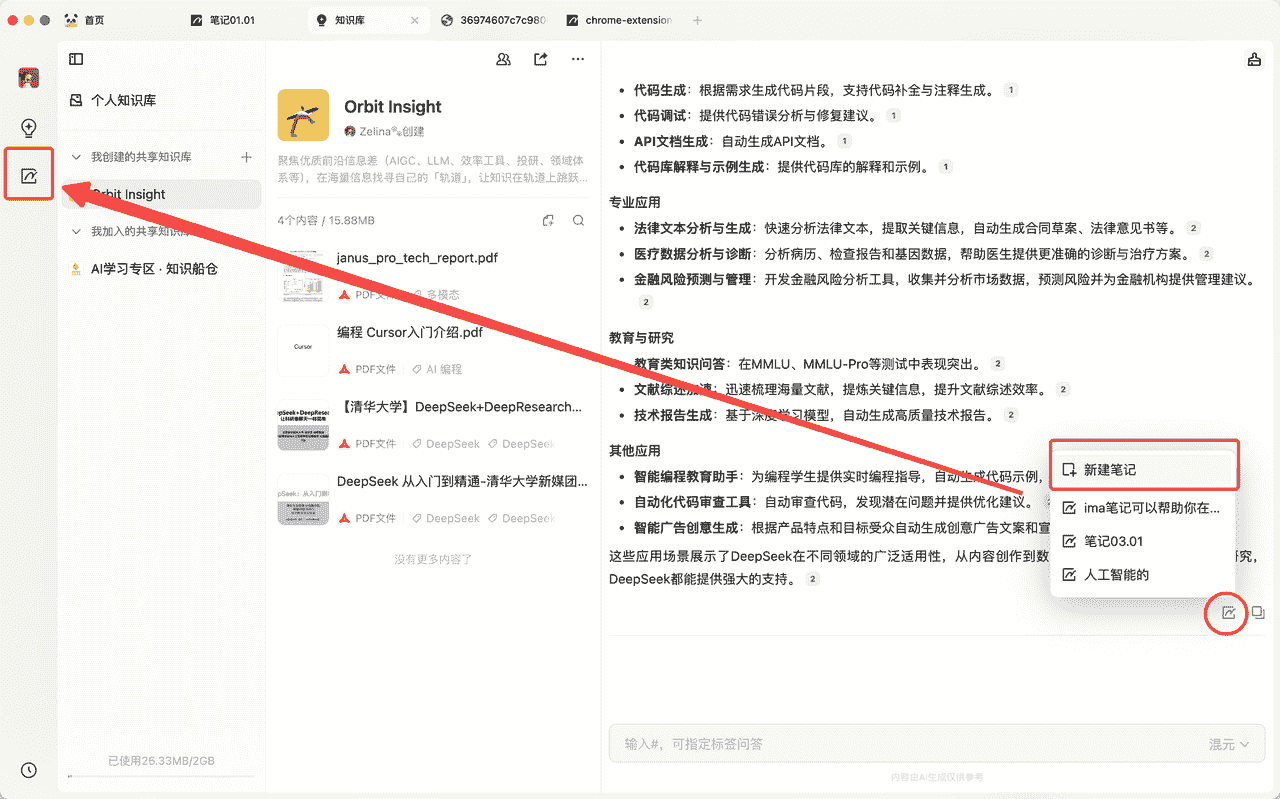 首页
笔记01.01
知识库
36974607c7c980
chrome-extension
个人知识库
我创建的共享知识库
Orbit Insight
我加入的共享知识库
AI学习专区 · 知识船仓
已使用26.33MB/2GB
Orbit Insight
Zelina 创建
聚焦优质前沿信息差（AIGC、LLM、效率工具、投研、领域体
系等），在海量信息找寻自己的「轨道」，让知识在轨道上跳跃...
4个内容 / 15.88MB
janus_pro_tech_report.pdf
PDF文件 多模态
Cursor
编程 Cursor入门介绍.pdf
PDF文件 AI 编程
【清华大学】DeepSeek+DeepResearch...
PDF文件 DeepSeek DeepSeek
DeepSeek 从入门到精通-清华大学新媒团...
PDF文件 DeepSeek DeepSeek
没有更多内容了
• 代码生成：根据需求生成代码片段，支持代码补全与注释生成。 1
• 代码调试：提供代码错误分析与修复建议。 1
• API文档生成：自动生成API文档。 1
• 代码库解释与示例生成：提供代码库的解释和示例。 1
专业应用
• 法律文本分析与生成：快速分析法律文本，提取关键信息，自动生成合同草案、法律意见书等。 2
• 医疗数据分析与诊断：分析病历、检查报告和基因数据，帮助医生提供更准确的诊断与治疗方案。 2
• 金融风险预测与管理：开发金融风险分析工具，收集并分析市场数据，预测风险并为金融机构提供管理建议。
2
教育与研究
教育类知识问答：在MMLU、MMLU-Pro等测试中表现突出。 2
• 文献综述加速：迅速梳理海量文献，提炼关键信息，提升文献综述效率。 2
• 技术报告生成：基于深度学习模型，自动生成高质量技术报告。 2
其他应用
• 智能编程教育助手：为编程学生提供实时编程指导，自动生成代码示例，
• 自动化代码审查工具：自动审查代码，发现潜在问题并提供优化建议。
• 智能广告创意生成：根据产品特点和目标受众自动生成创意广告文案和宣
这些应用场景展示了DeepSeek在不同领域的广泛适用性，从内容创作到数 究，
DeepSeek都能提供强大的支持。 2
新建笔记
ima笔记可以帮助你在...
笔记03.01
人工智能的
输入#，可指定标签问答
混元
内容由AI生成仅供参考